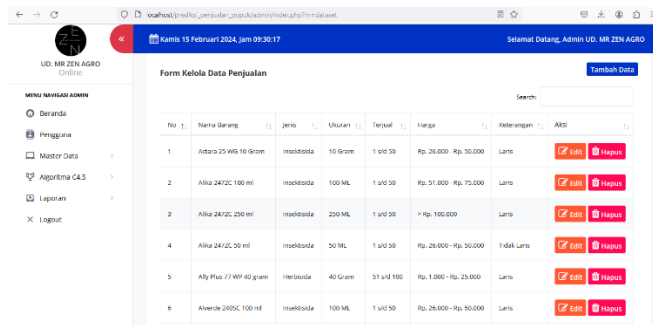 localhost/prediksi_penjualan_pupuk/admin/index.php?m=dataset
ZEN
«
Kamis 15 Februari 2024, jam 09:30:17
Selamat Datang, Admin UD. MR ZEN AGRO
UD. MR ZEN AGRO
Online
MENU NAVIGASI ADMIN
Beranda
Pengguna
Master Data
Algoritma C4.5
Laporan
Logout
Form Kelola Data Penjualan
Tambah Data
Search:
No Nama Barang Jenis Ukuran Terjual Harga Keterangan Aksi
1 Actara 25 WG 10 Gram Insektisida 10 Gram 1 s/d 50 Rp. 26.000 - Rp. 50.000 Laris Edit Hapus
2 Alika 247ZC 100 ml Insektisida 100 ML 1 s/d 50 Rp. 51.000 - Rp. 75.000 Laris Edit Hapus
3 Alika 247ZC 250 ml Insektisida 250 ML 1 s/d 50 > Rp. 100.000 Laris Edit Hapus
4 Alika 247ZC 50 ml Insektisida 50 ML 1 s/d 50 Rp. 26.000 - Rp. 50.000 Tidak Laris Edit Hapus
5 Ally Plus 77 WP 40 gram Herbisida 40 Gram 51 s/d 100 Rp. 1.000 - Rp. 25.000 Laris Edit Hapus
6 Alverde 240SC 100 ml Insektisida 100 ML 1 s/d 50 Rp. 26.000 - Rp. 50.000 Laris Edit Hapus